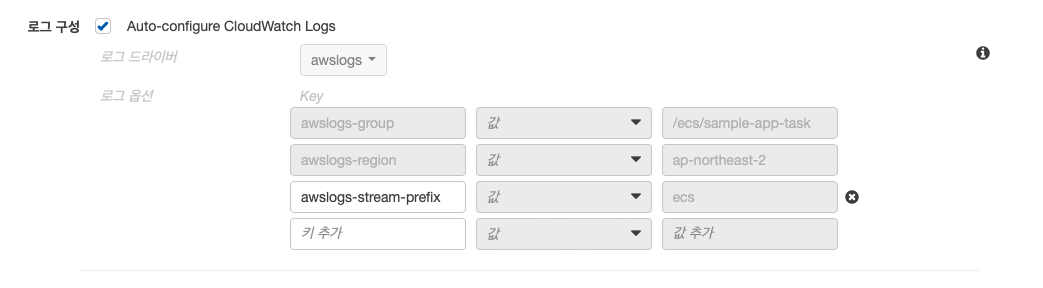 로그 구성 Auto-configure CloudWatch Logs
로그 드라이버 awslogs
로그 옵션 Key
awslogs-group 값 /ecs/sample-app-task
awslogs-region 값 ap-northeast-2
awslogs-stream-prefix 값 ecs
키 추가 값 값 추가